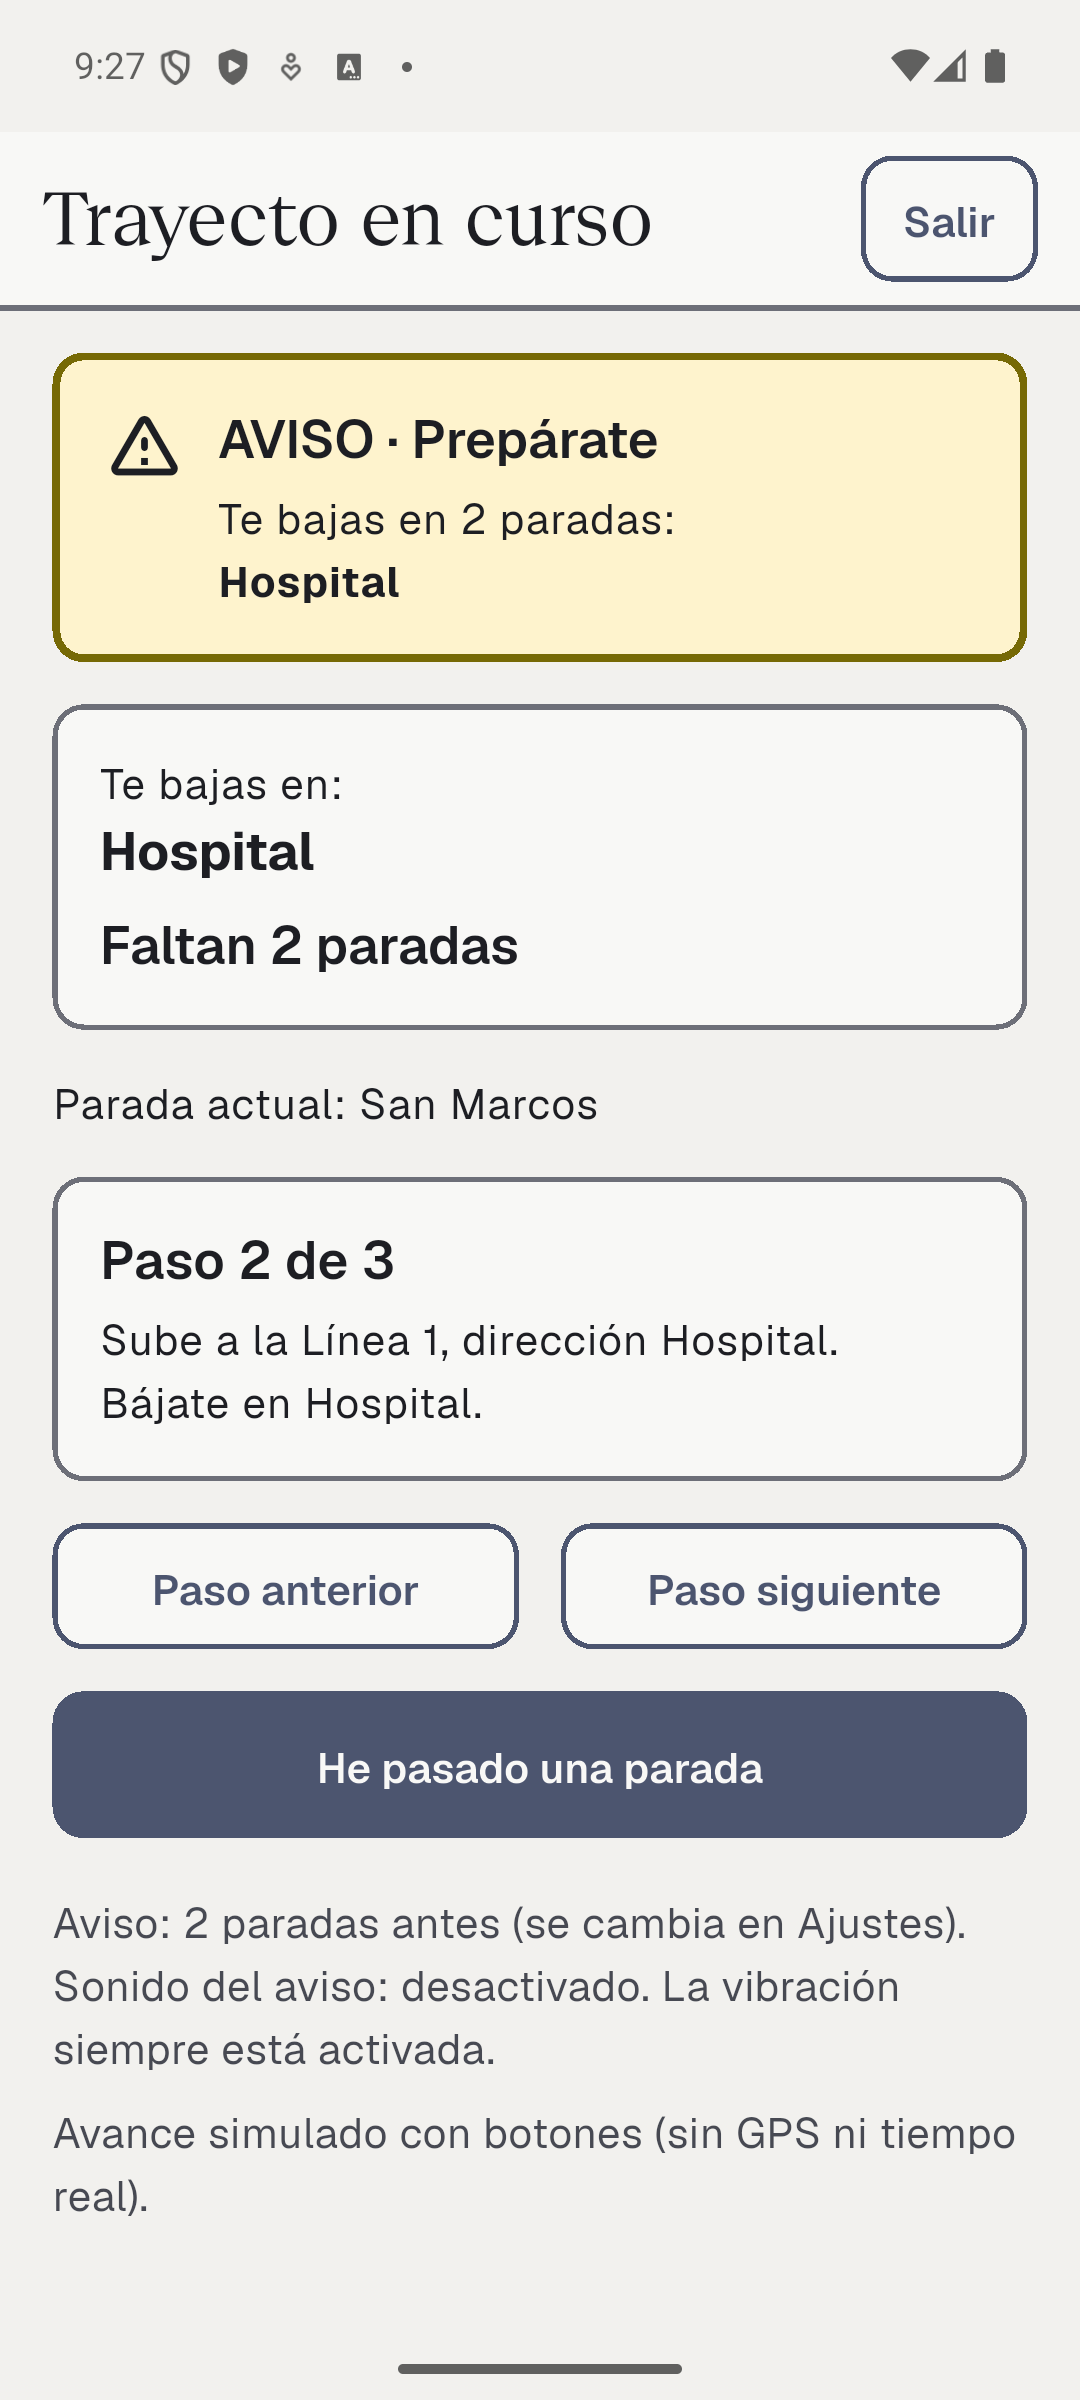 9:27
Trayecto en curso
Salir
AVISO · Prepárate
Te bajas en 2 paradas:
Hospital
Te bajas en:
Hospital
Faltan 2 paradas
Parada actual: San Marcos
Paso 2 de 3
Sube a la Línea 1, dirección Hospital.
Bájate en Hospital.
Paso anterior
Paso siguiente
He pasado una parada
Aviso: 2 paradas antes (se cambia en Ajustes).
Sonido del aviso: desactivado. La vibración
siempre está activada.
Avance simulado con botones (sin GPS ni tiempo
real).